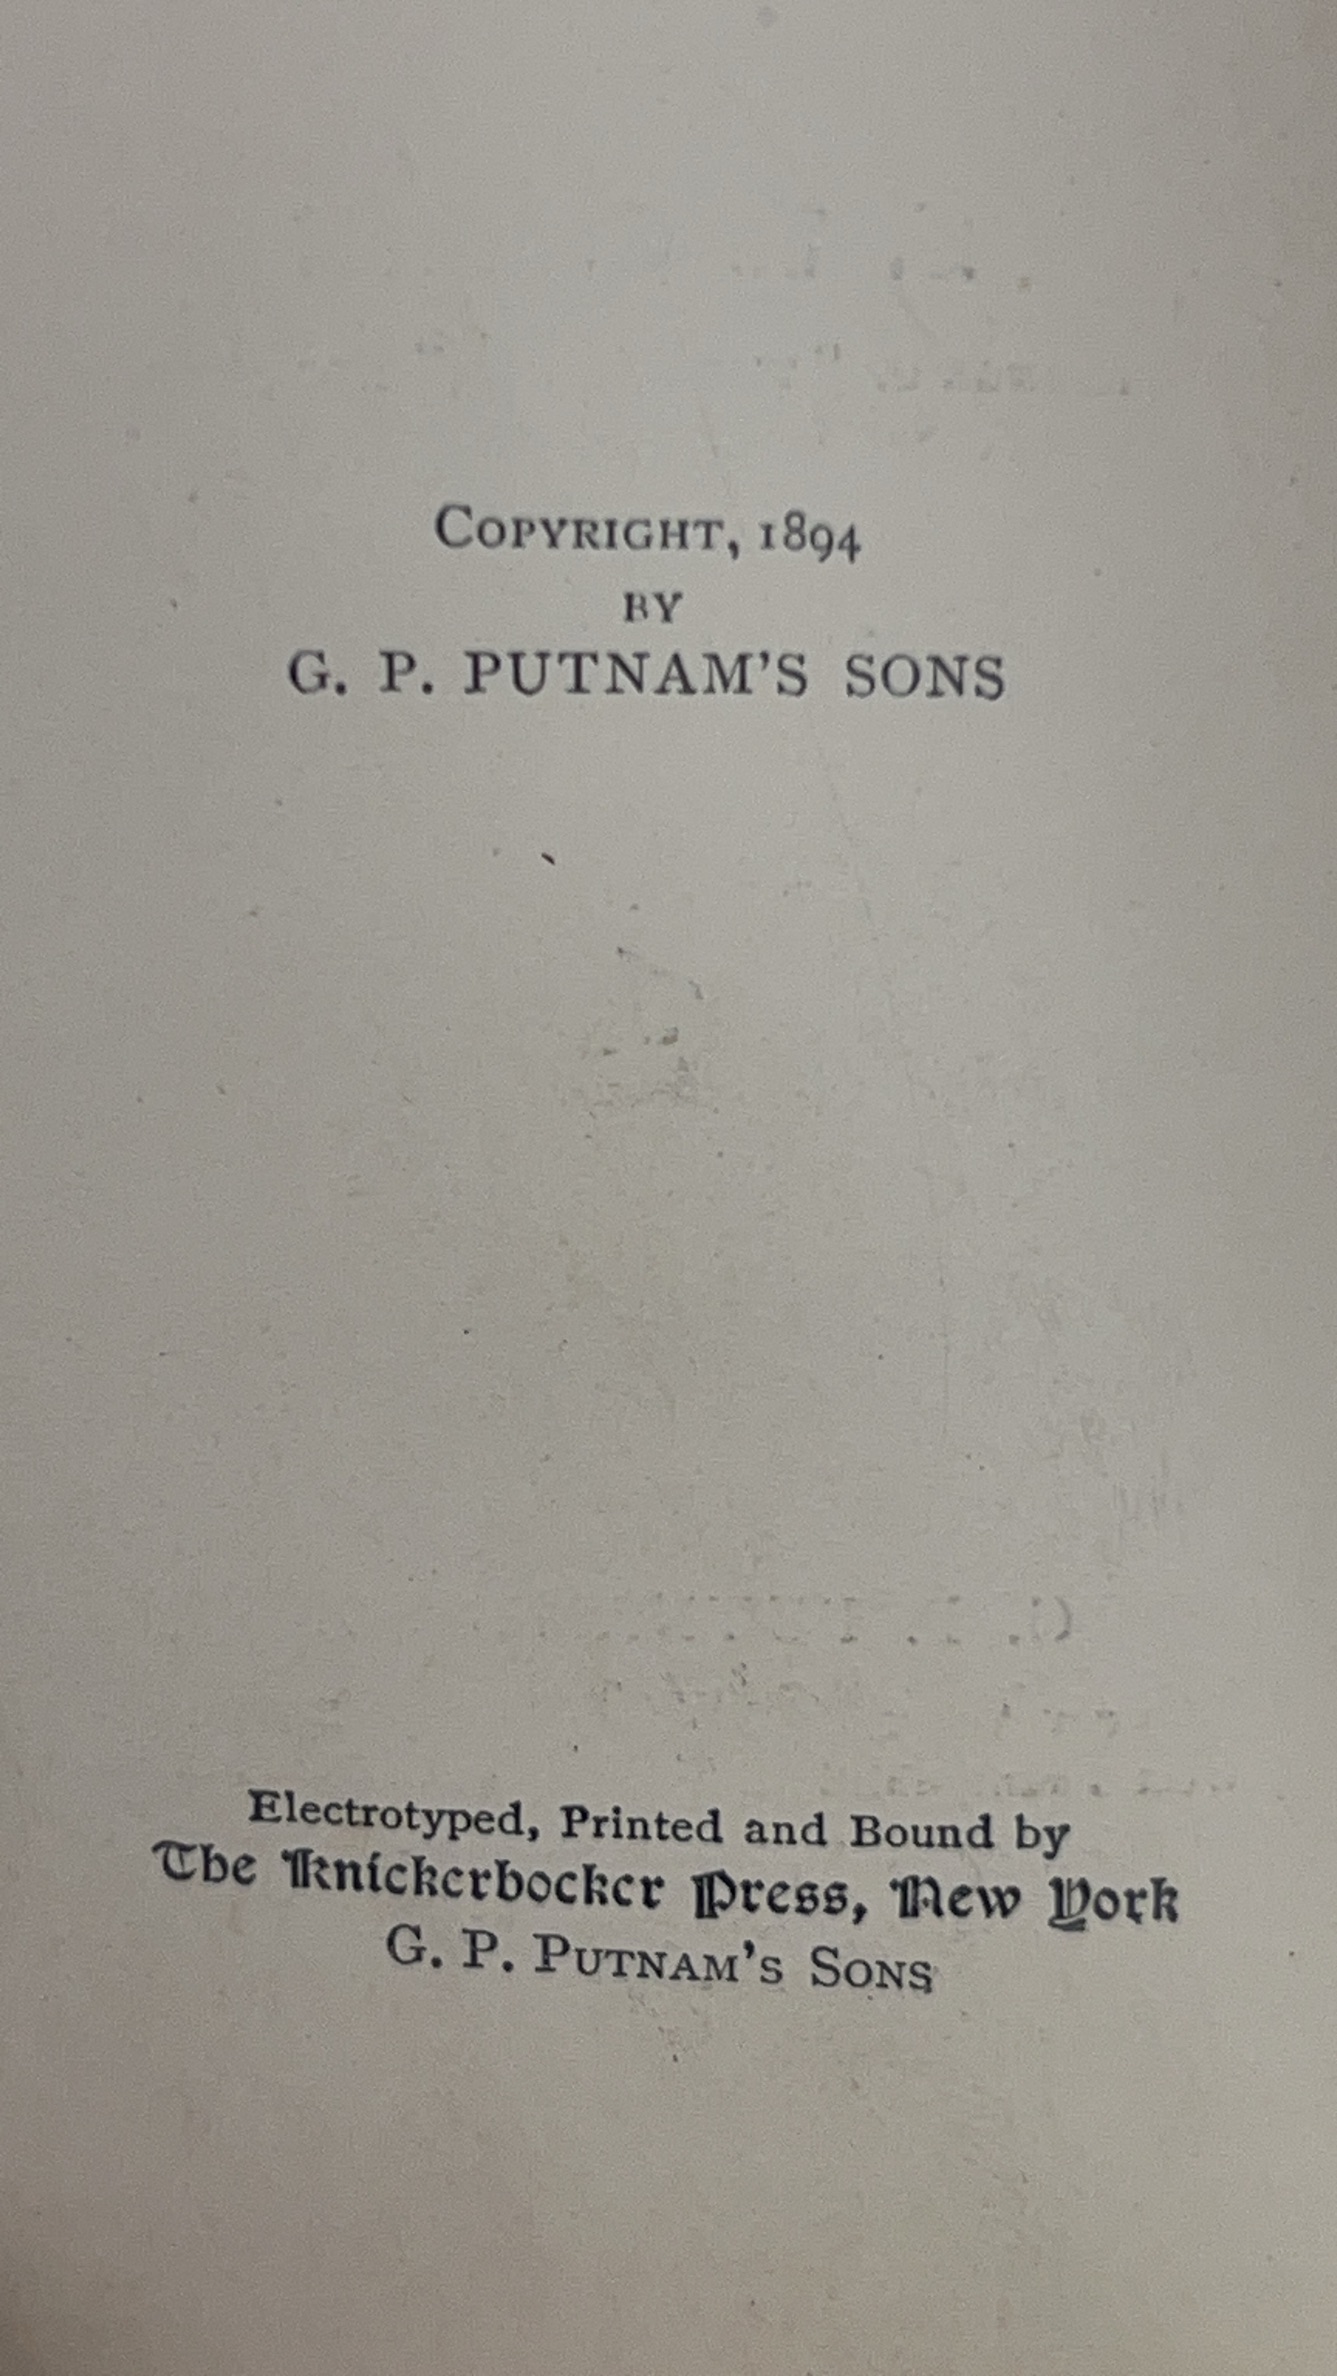 COPYRIGHT, 1894
BY
G. P. PUTNAM'S SONS
Electrotyped, Printed and Bound by
The Knickerbocker Press, New York
G. P. PUTNAM'S SONS